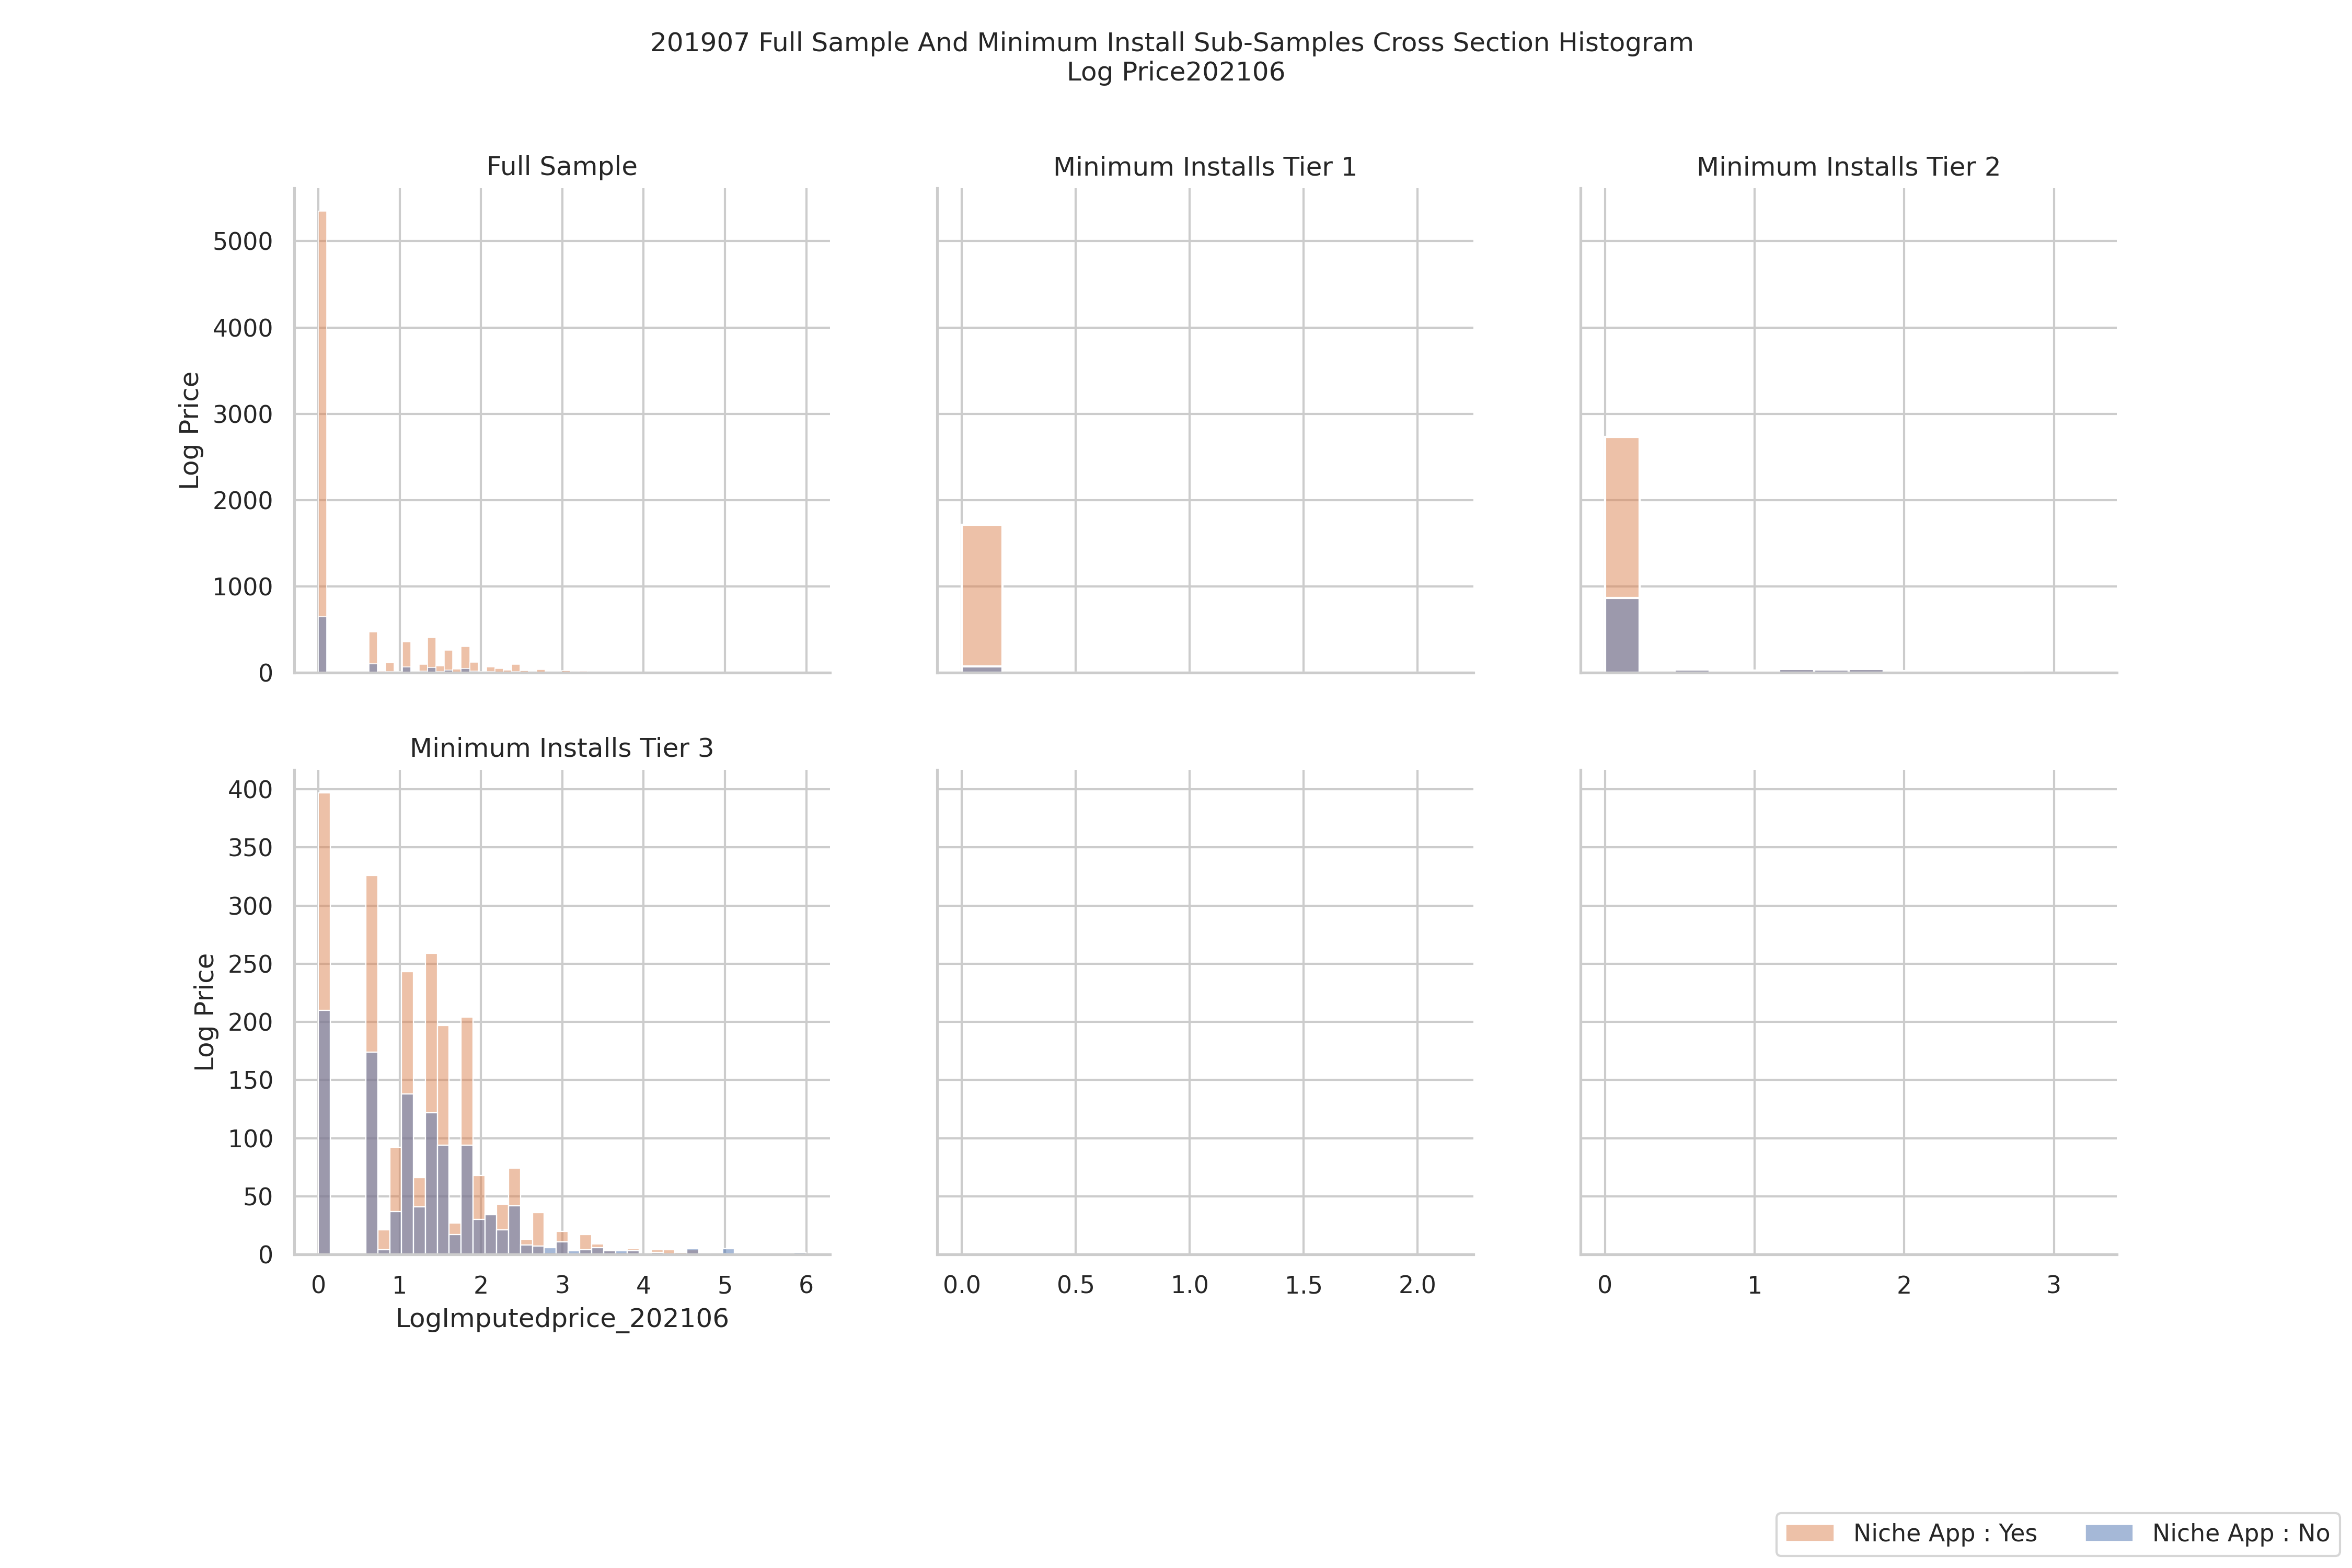 201907 Full Sample And Minimum Install Sub-Samples Cross Section Histogram
Log Price202106
Full Sample
Minimum Installs Tier 1
Minimum Installs Tier 2
Log Price
5000
4000
3000
2000
1000
0
Minimum Installs Tier 3
Log Price
400
350
300
250
200
150
100
50
0
0 1 2 3 4 5 6
LogImputedprice_202106
0.0 0.5 1.0 1.5 2.0
0 1 2 3
Niche App : Yes
Niche App : No